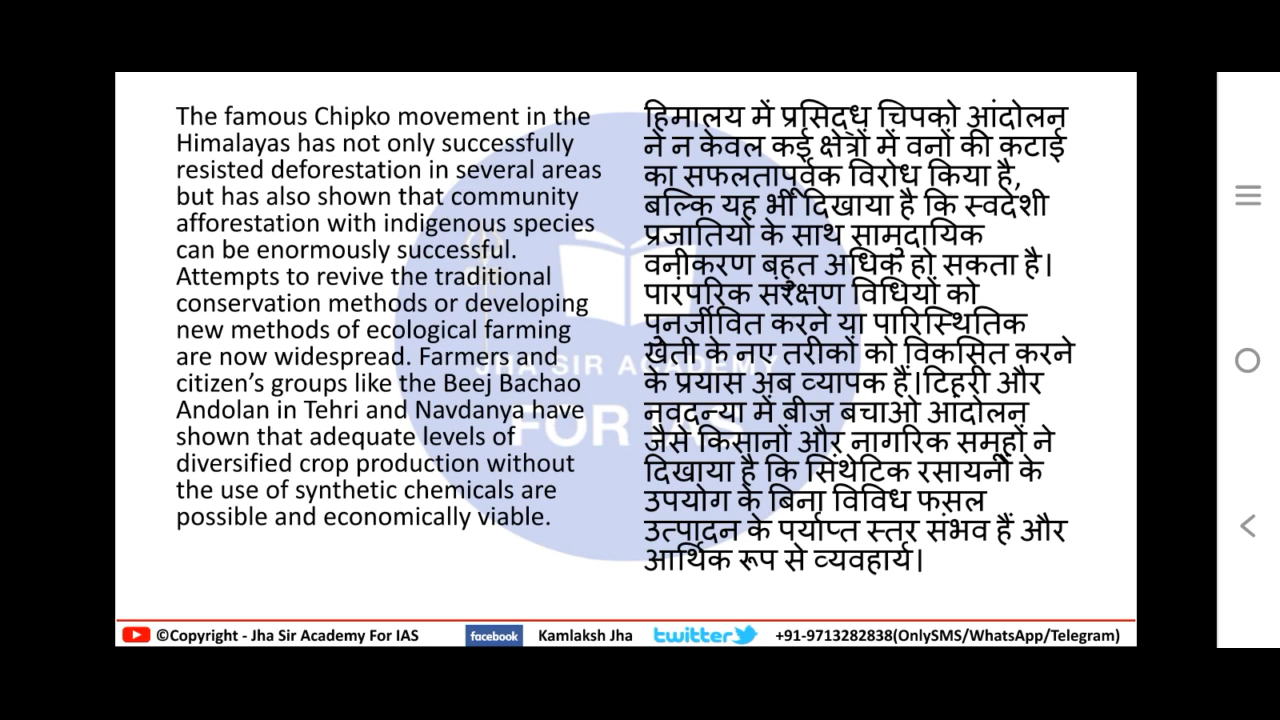 The famous Chipko movement in the
Himalayas has not only successfully
resisted deforestation in several areas
but has also shown that community
afforestation with indigenous species
can be enormously successful.
Attempts to revive the traditional
conservation methods or developing
new methods of ecological farming
are now widespread. Farmers and
citizen’s groups like the Beej Bachao
Andolan in Tehri and Navdanya have
shown that adequate levels of
diversified crop production without
the use of synthetic chemicals are
possible and economically viable.
हिमालय में प्रसिद्ध चिपको आंदोलन
ने न केवल कई क्षेत्रों में वनों की कटाई
का सफलतापूर्वक विरोध किया है,
बल्कि यह भी दिखाया है कि स्वदेशी
प्रजातियों के साथ सामुदायिक
वनीकरण बहुत अधिक हो सकता है।
पारंपरिक संरक्षण विधियों को
पुनर्जीवित करने या पारिस्थितिक
खेती के नए तरीकों को विकसित करने
के प्रयास अब व्यापक हैं।टिहरी और
नवदन्या में बीज बचाओ आंदोलन
जैसे किसानों और नागरिक समूहों ने
दिखाया है कि सिंथेटिक रसायनों के
उपयोग के बिना विविध फसल
उत्पादन के पर्याप्त स्तर संभव हैं और
आर्थिक रूप से व्यवहार्य।
JHA SIR ACADEMY
FOR IAS
©Copyright - Jha Sir Academy For IAS
facebook
Kamlaksh Jha
twitter
+91-9713282838(OnlySMS/WhatsApp/Telegram)